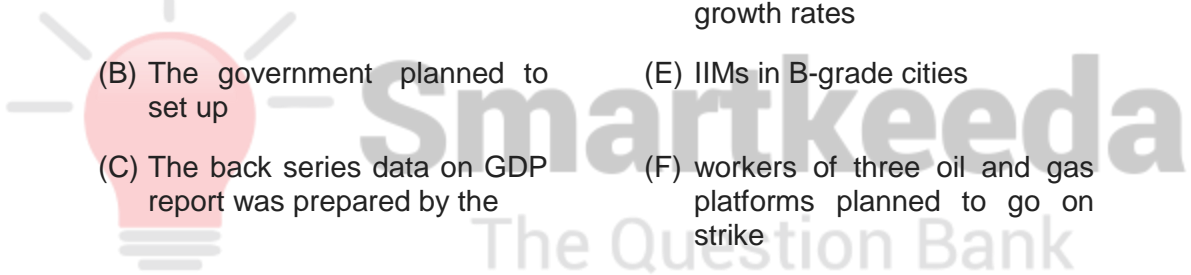 growth rates
(B) The government planned to
set up
(E) IIMs in B-grade cities
(C) The back series data on GDP
report was prepared by the
(F) workers of three oil and gas
platforms planned to go on
strike
Smartkeeda
The Question Bank